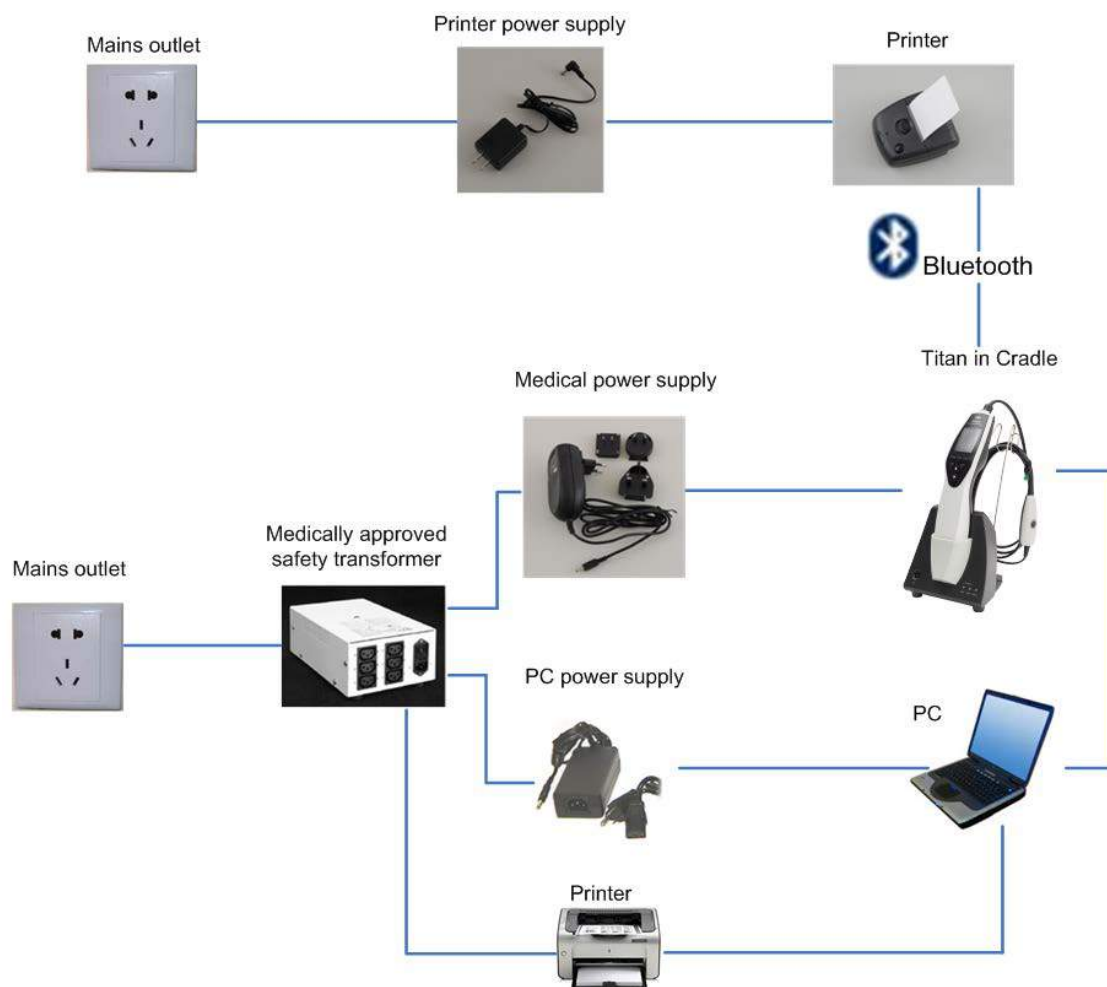 Printer power supply
Mains outlet
Printer
Bluetooth
Titan in Cradle
Medical power supply
Medically approved
safety transformer
Mains outlet
PC power supply
PC
Printer